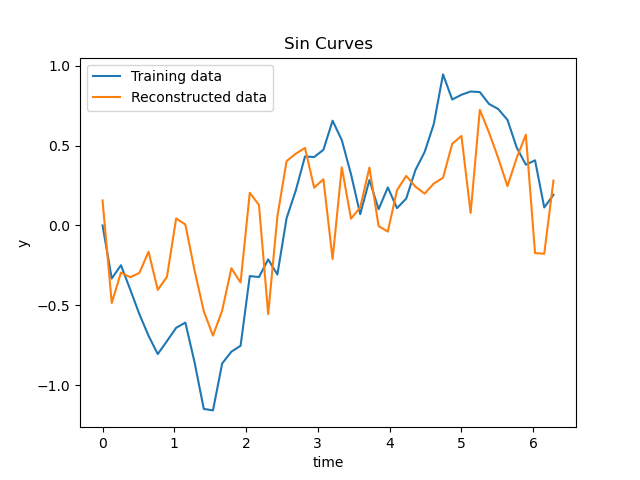 Sin Curves
Training data
Reconstructed data
1.0
0.5
0.0
−0.5
−1.0
y
0 1 2 3 4 5 6
time